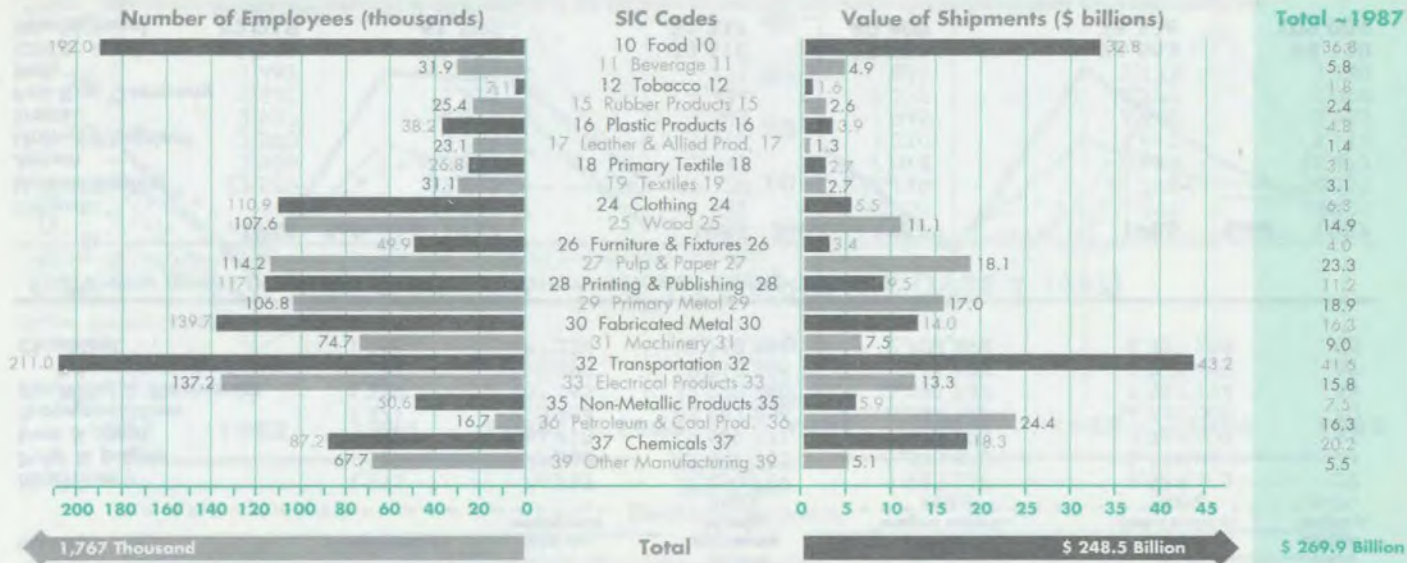 Number of Employees (thousands) SIC Codes Value of Shipments ($ billions) Total ~1987
192.0 10 Food 10 32.8 36.8
31.9 11 Beverage 11 4.9 5.8
12 Tobacco 12 1.6 1.8
25.4 15 Rubber Products 15 2.6 2.4
38.2 16 Plastic Products 16 3.9 4.8
23.1 17 Leather & Allied Prod. 17 1.3 1.4
26.8 18 Primary Textile 18 2.7 3.1
31.1 19 Textiles 19 2.7 3.1
110.9 24 Clothing 24 5.5 6.3
107.6 25 Wood 25 11.1 14.9
49.9 26 Furniture & Fixtures 26 3.4 4.0
114.2 27 Pulp & Paper 27 18.1 23.3
28 Printing & Publishing 28 9.5 11.2
106.8 29 Primary Metal 29 17.0 18.9
139.7 30 Fabricated Metal 30 14.0 16.3
74.7 31 Machinery 31 7.5 9.0
211.0 32 Transportation 32 43.2
137.2 33 Electrical Products 33 13.3 15.8
50.6 35 Non-Metallic Products 35 5.9 7.5
16.7 36 Petroleum & Coal Prod. 36 24.4 16.3
87.2 37 Chemicals 37 18.3 20.2
67.7 39 Other Manufacturing 39 5.1 5.5
200 180 160 140 120 100 80 60 40 20 0 0 5 10 15 20 25 30 35 40 45
1,767 Thousand Total $ 248.5 Billion $ 269.9 Billion